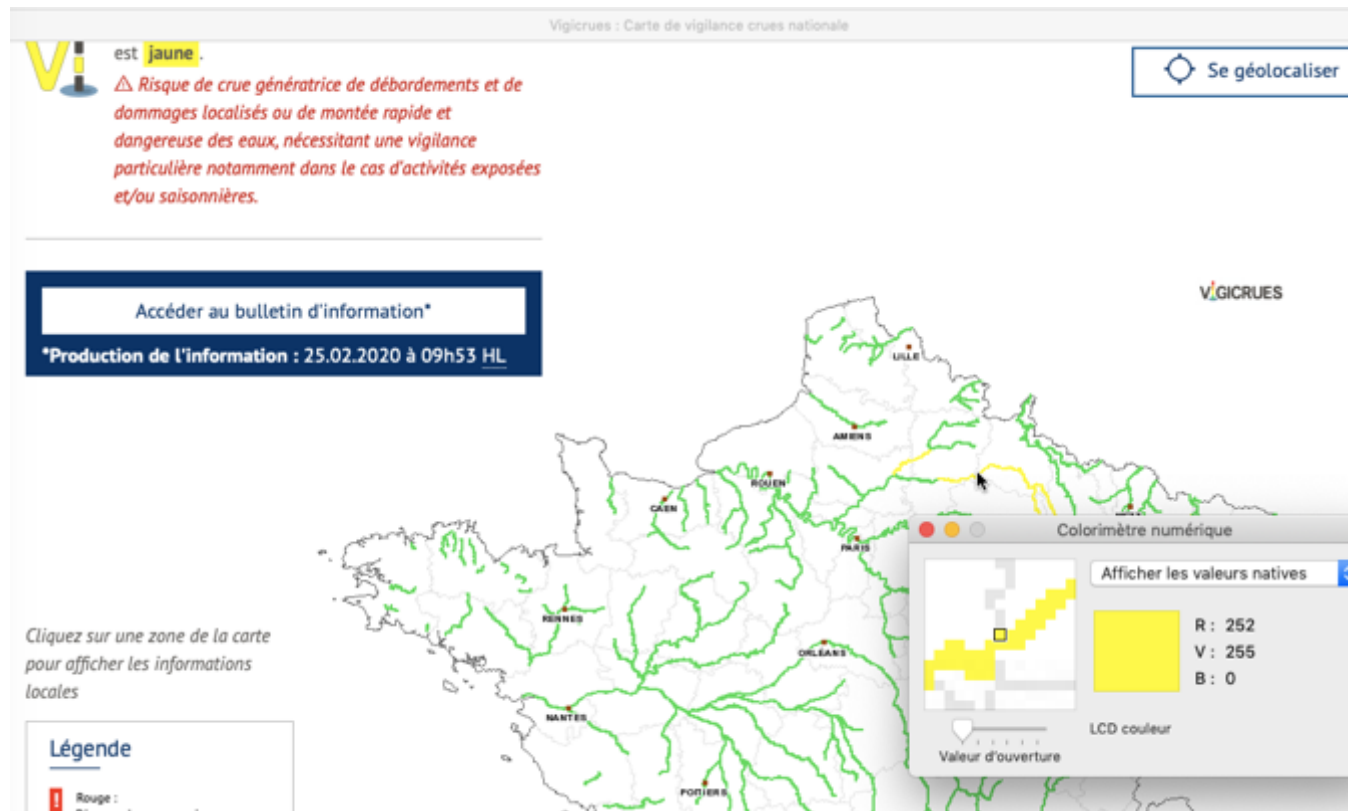 Vigicrues : Carte de vigilance crues nationale
Vi
est jaune .
⚠ Risque de crue génératrice de débordements et de
dommages localisés ou de montée rapide et
dangereuse des eaux, nécessitant une vigilance
particulière notamment dans le cas d'activités exposées
et/ou saisonnières.
Se géolocaliser
Accéder au bulletin d'information*
*Production de l'information : 25.02.2020 à 09h53 HL
VIGICRUES
LILLE
AMIENS
ROUEN
CAEN
PARIS
RENNES
ORLEANS
NANTES
POITIERS
Colorimètre numérique
Afficher les valeurs natives
R : 252
V : 255
B : 0
LCD couleur
Valeur d'ouverture
Cliquez sur une zone de la carte
pour afficher les informations
locales
Légende
! Rouge :